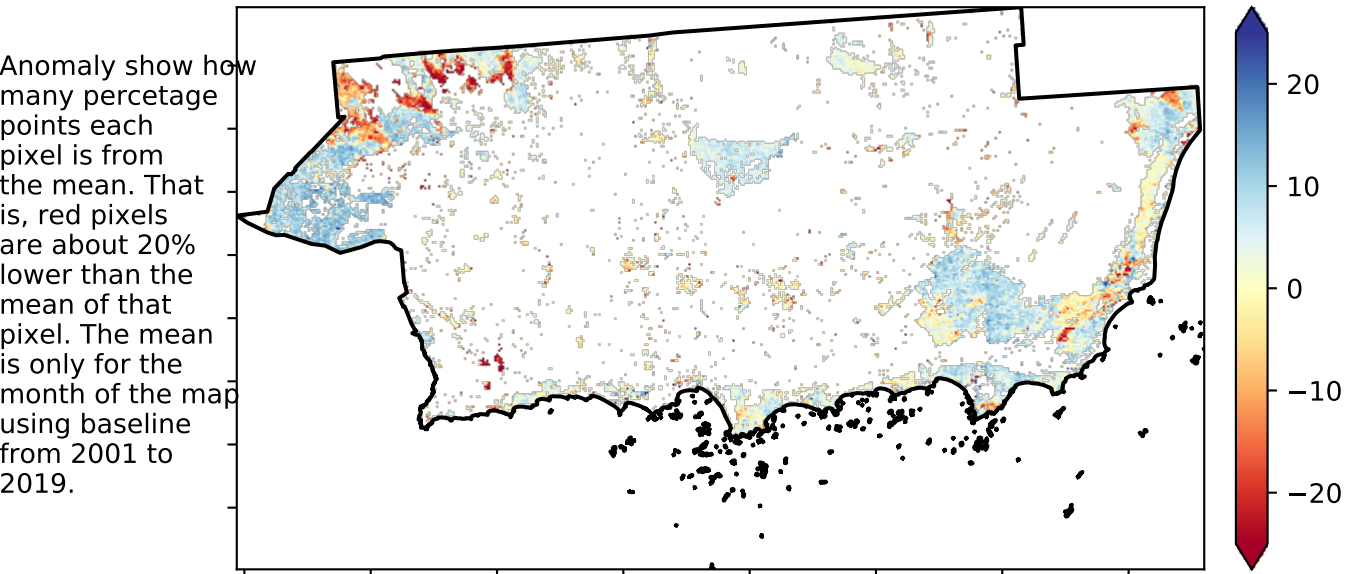 Anomaly show how
many percetage
points each
pixel is from
the mean. That
is, red pixels
are about 20%
lower than the
mean of that
pixel. The mean
is only for the
month of the map
using baseline
from 2001 to
2019.
20
10
0
−10
−20